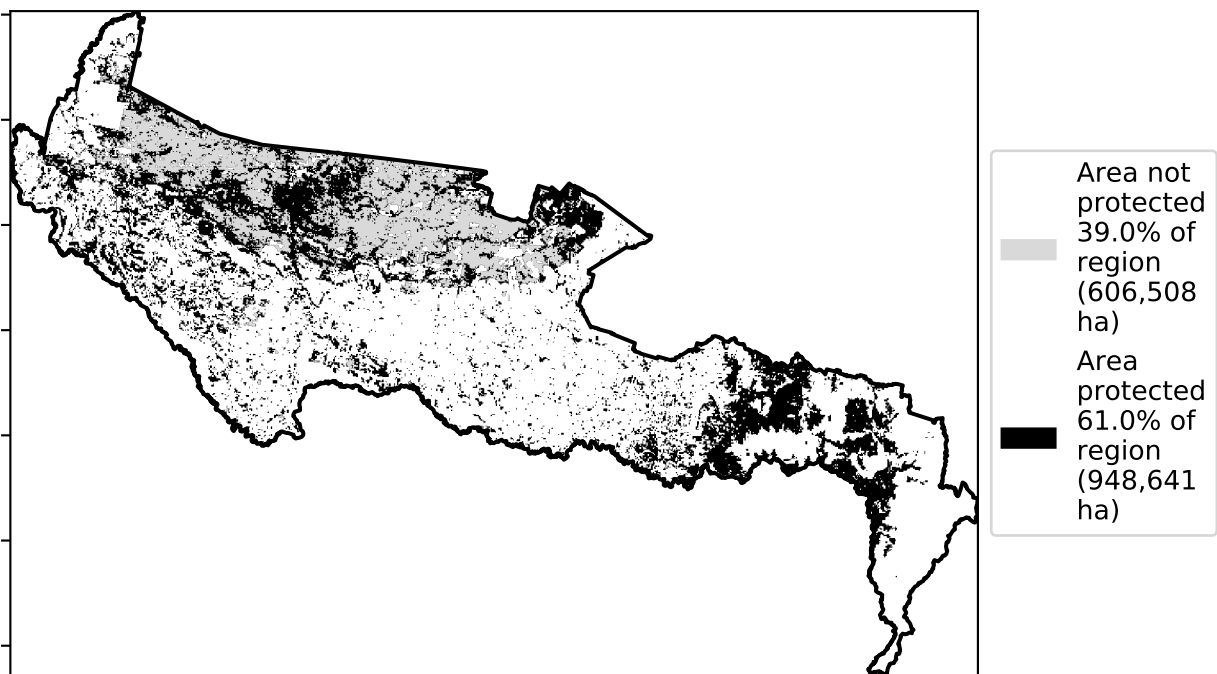 Area not
protected
39.0% of
region
(606,508
ha)
Area
protected
61.0% of
region
(948,641
ha)